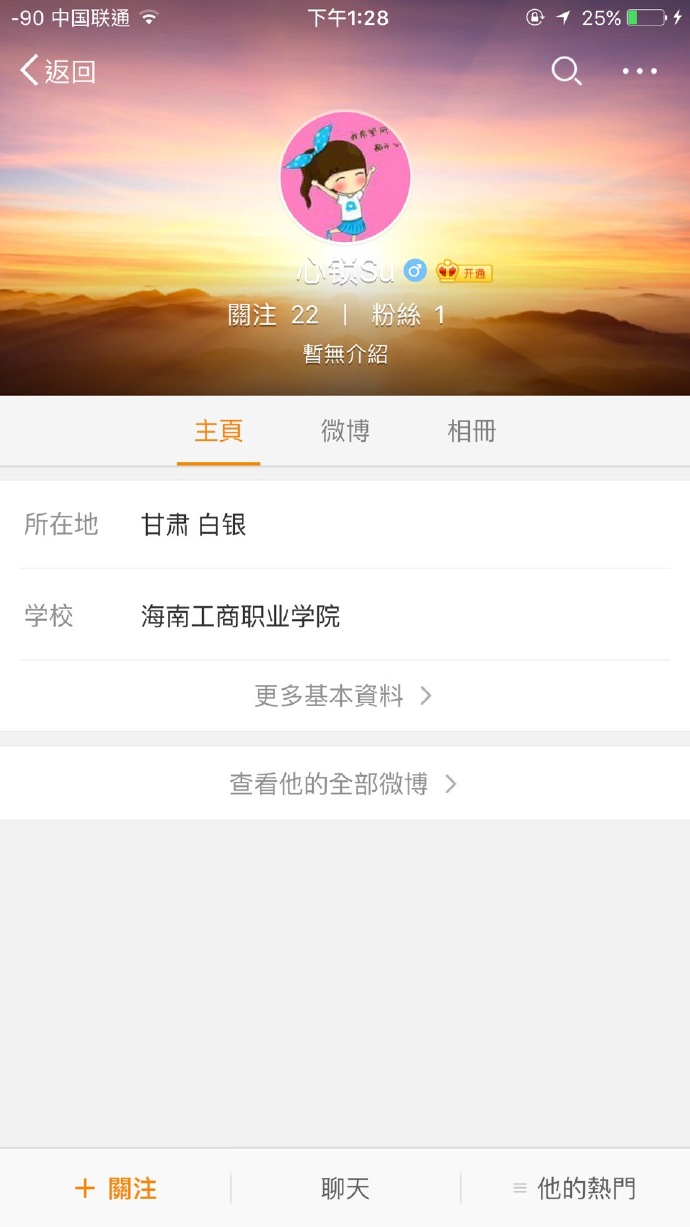 -90 中国联通 下午1:28 25%
返回
心锁Su 开通
關注 22 | 粉絲 1
暫無介紹
主頁 微博 相冊
所在地 甘肃 白银
学校 海南工商职业学院
更多基本資料
查看他的全部微博
+ 關注 聊天 他的熱門